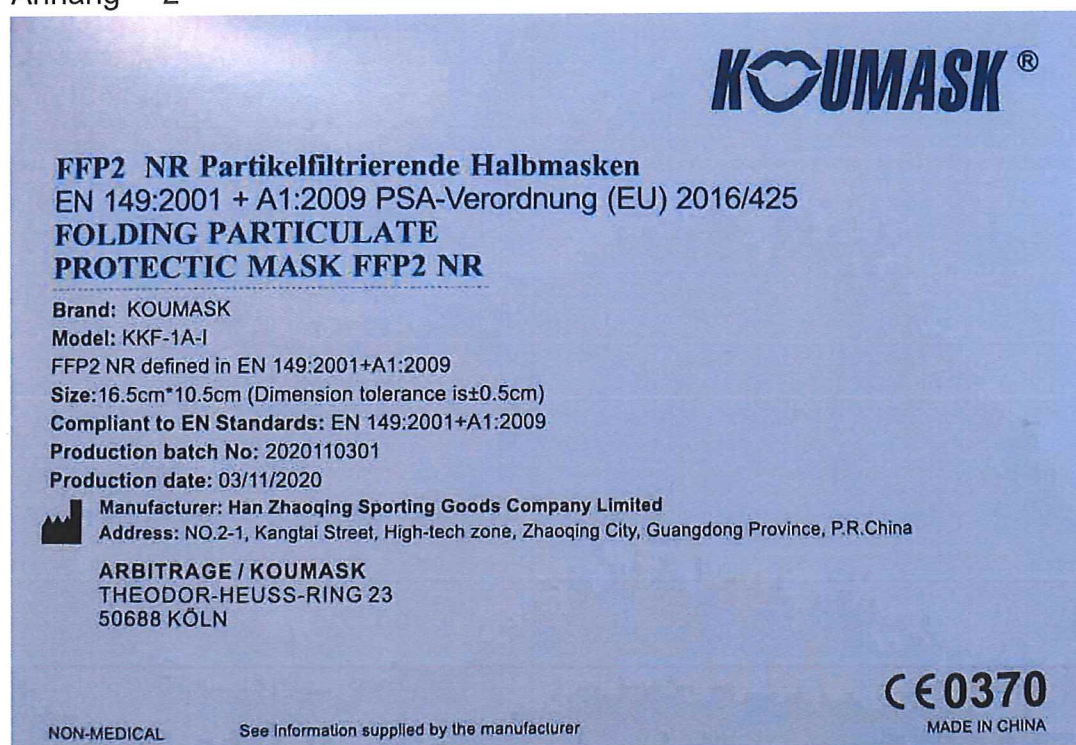 Anhang 2
KOUMASK®
FFP2 NR Partikelfiltrierende Halbmasken
EN 149:2001 + A1:2009 PSA-Verordnung (EU) 2016/425
FOLDING PARTICULATE
PROTECTIC MASK FFP2 NR
Brand: KOUMASK
Model: KKF-1A-I
FFP2 NR defined in EN 149:2001+A1:2009
Size:16.5cm*10.5cm (Dimension tolerance is±0.5cm)
Compliant to EN Standards: EN 149:2001+A1:2009
Production batch No: 2020110301
Production date: 03/11/2020
Manufacturer: Han Zhaoqing Sporting Goods Company Limited
Address: NO.2-1, Kangtai Street, High-tech zone, Zhaoqing City, Guangdong Province, P.R.China
ARBITRAGE / KOUMASK
THEODOR-HEUSS-RING 23
50688 KÖLN
CE0370
MADE IN CHINA
NON-MEDICAL
See information supplied by the manufacturer